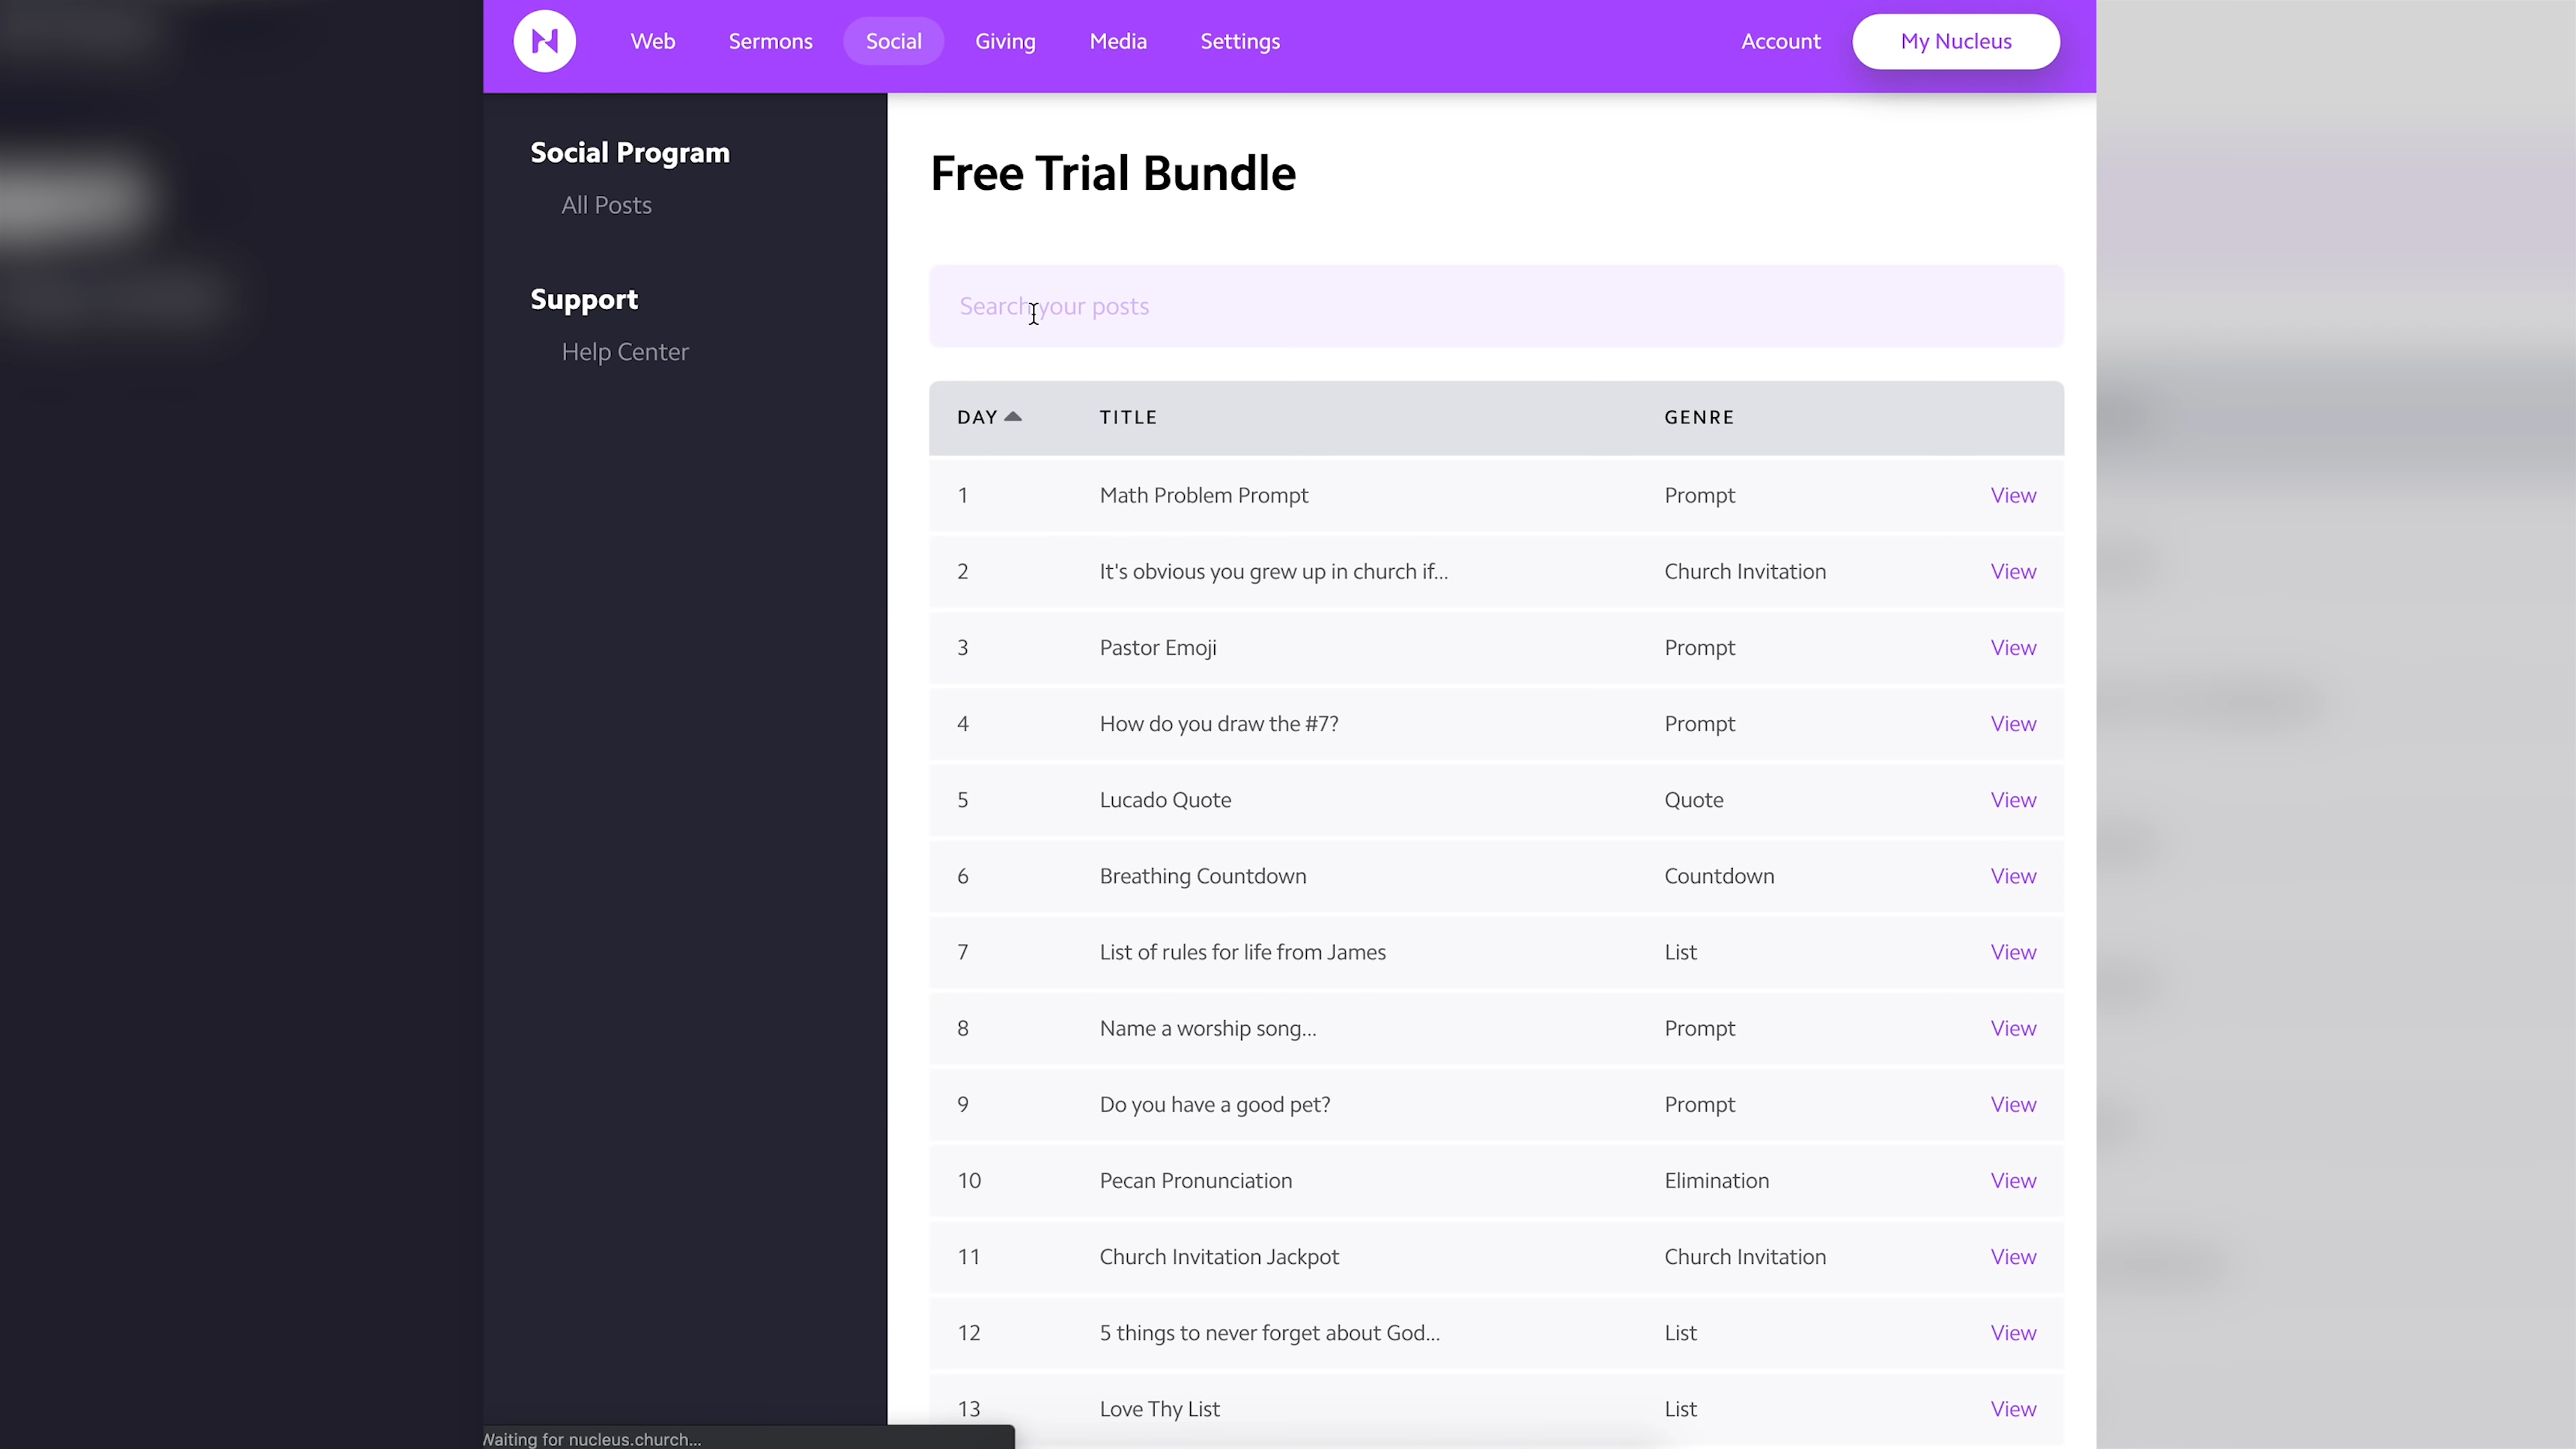 Web Sermons Social Giving Media Settings Account My Nucleus
Social Program
All Posts
Support
Help Center
Free Trial Bundle
Search your posts
DAY TITLE GENRE
1 Math Problem Prompt Prompt View
2 It's obvious you grew up in church if... Church Invitation View
3 Pastor Emoji Prompt View
4 How do you draw the #7? Prompt View
5 Lucado Quote Quote View
6 Breathing Countdown Countdown View
7 List of rules for life from James List View
8 Name a worship song... Prompt View
9 Do you have a good pet? Prompt View
10 Pecan Pronunciation Elimination View
11 Church Invitation Jackpot Church Invitation View
12 5 things to never forget about God... List View
13 Love Thy List List View
Waiting for nucleus.church...